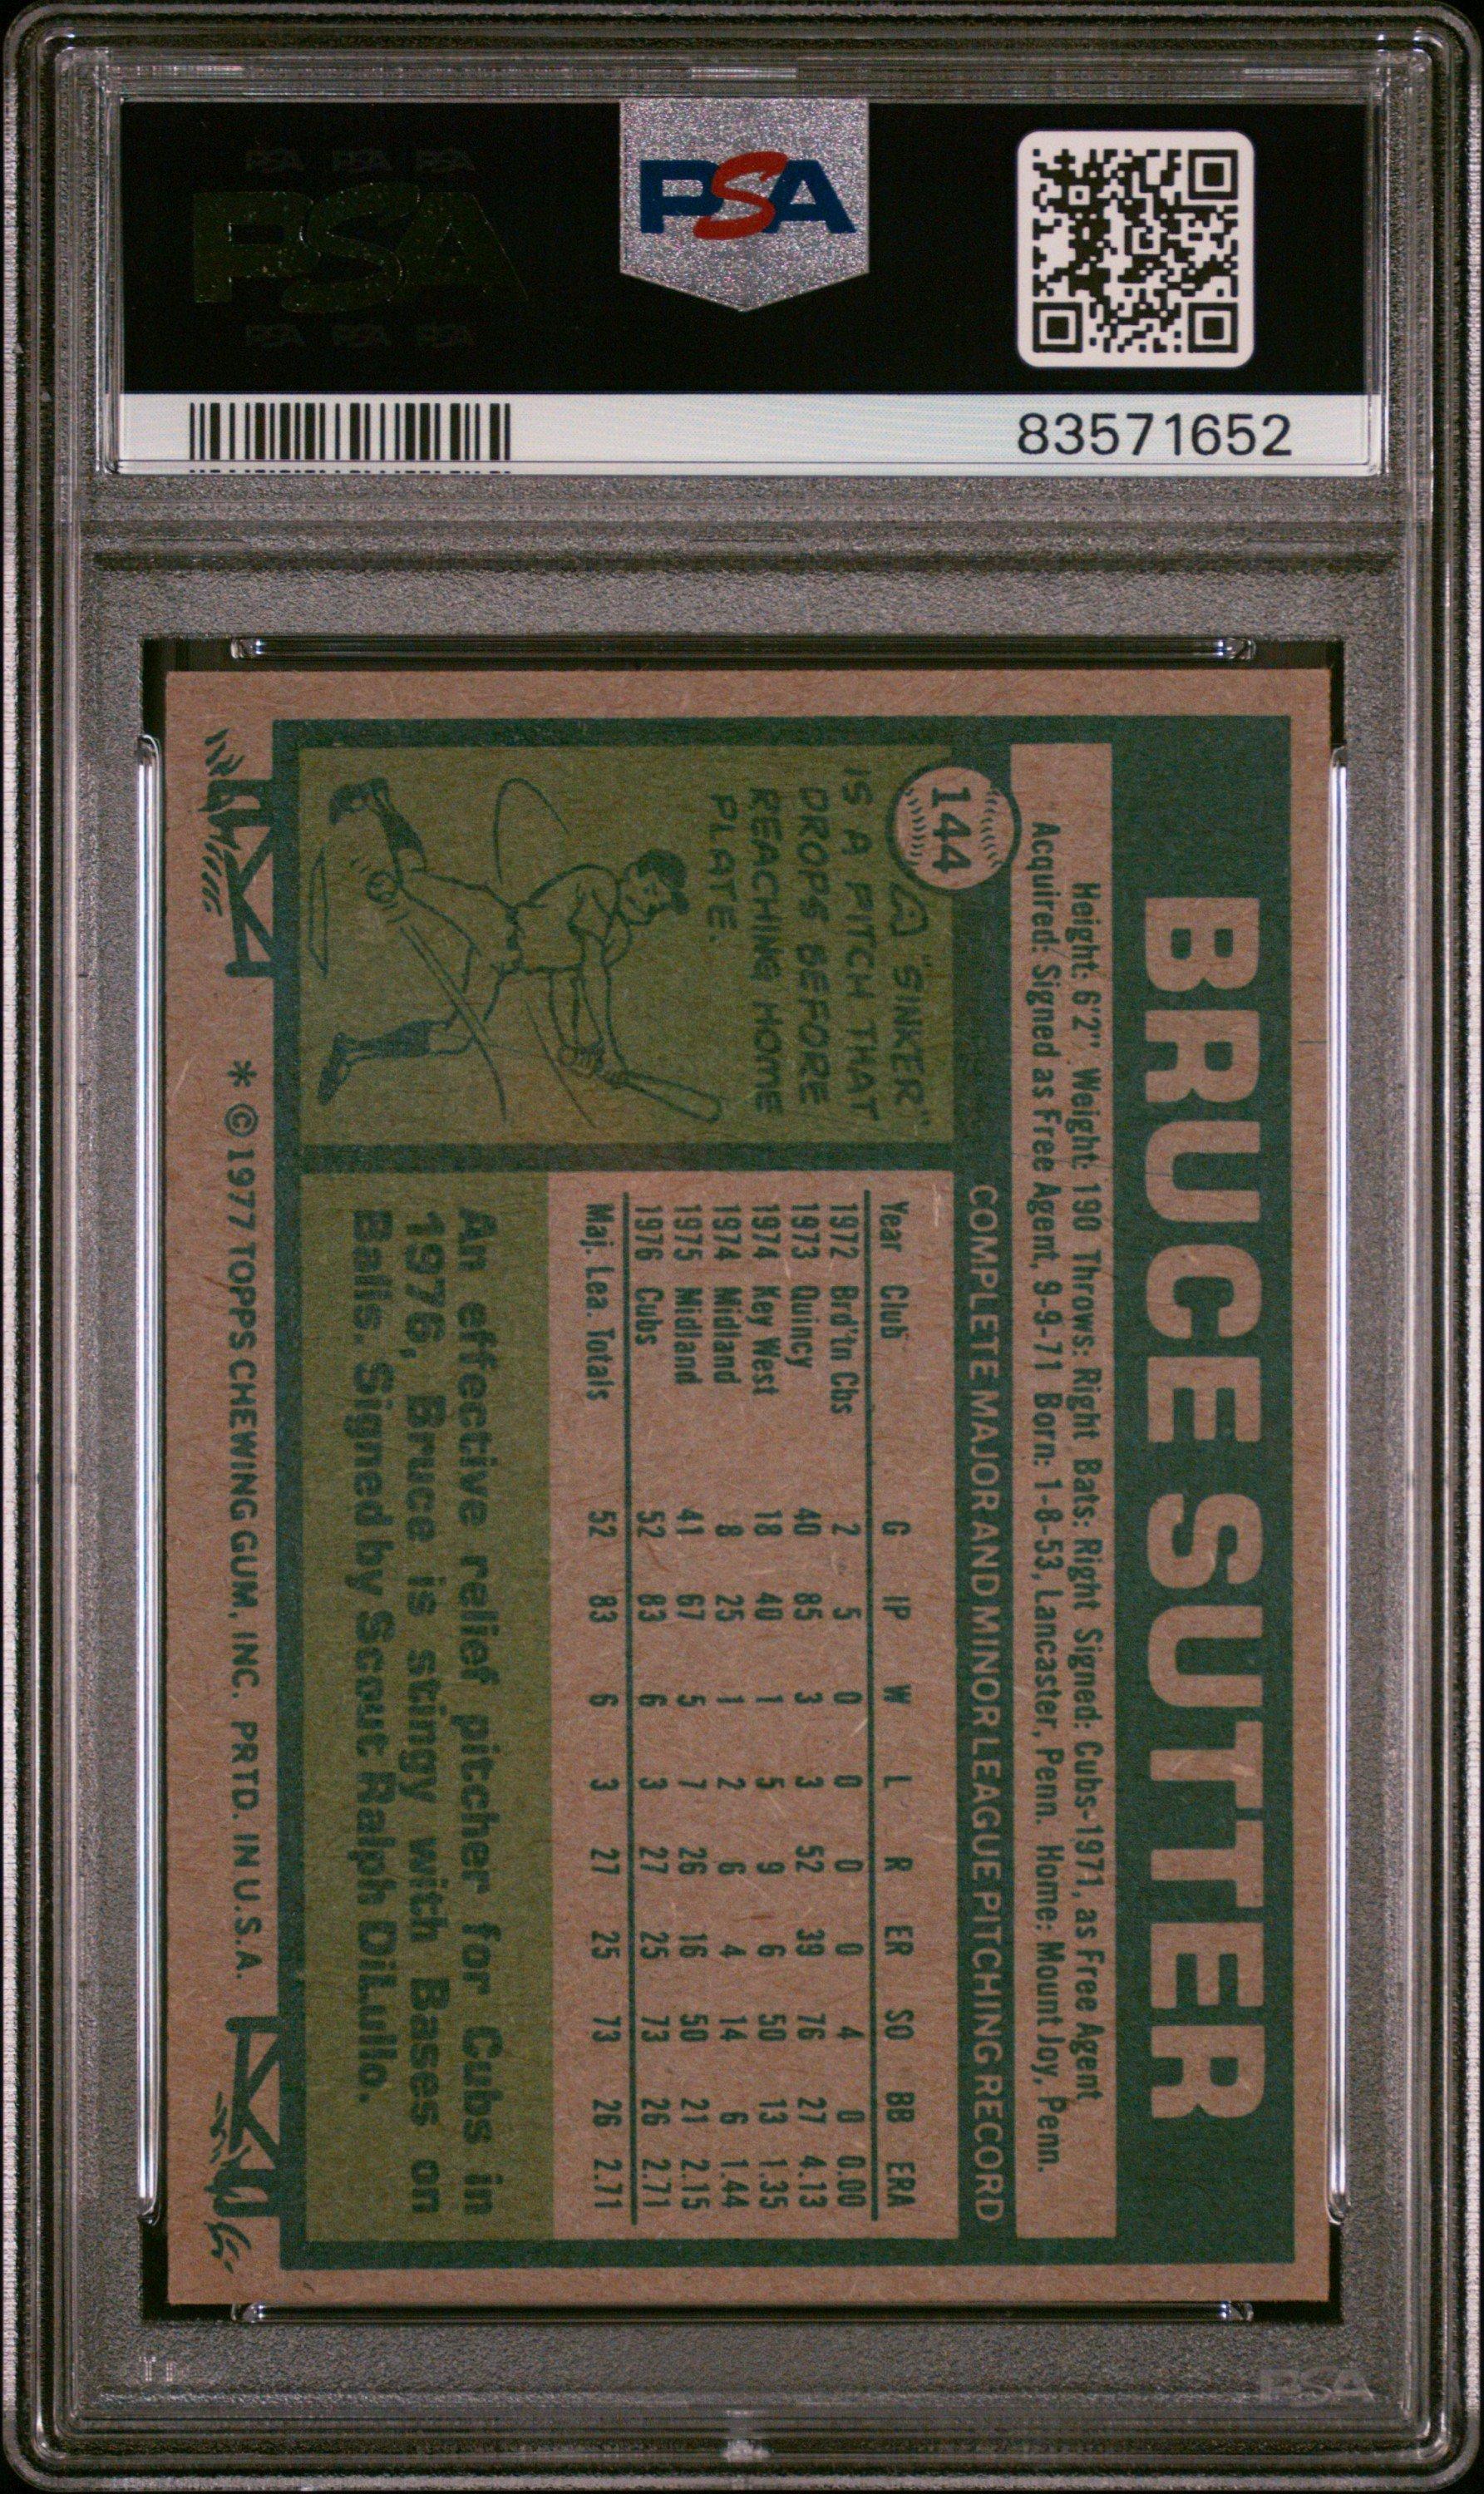 PSA PSA PSA
PSA
PSA PSA PSA
PSA
83571652
BRUCE SUTTER
Height: 6'2" Weight: 190 Throws: Right Bats: Right Signed: Cubs-1971, as Free Agent
Acquired: Signed as Free Agent, 9-9-71 Born: 1-8-53, Lancaster, Penn. Home: Mount Joy, Penn.
144
COMPLETE MAJOR AND MINOR LEAGUE PITCHING RECORD
A "SINKER"
IS A PITCH THAT
DROPS BEFORE
REACHING HOME
PLATE.
Year Club G IP W L R ER SO BB ERA
1972 Brd'tn Cbs 2 5 0 0 0 0 4 0 0.00
1973 Quincy 40 85 3 3 52 39 76 27 4.13
1974 Key West 18 40 1 5 9 6 50 13 1.35
1974 Midland 8 25 1 2 6 4 14 6 1.44
1975 Midland 41 67 5 7 26 16 50 21 2.15
1976 Cubs 52 83 6 3 27 25 73 26 2.71
Maj. Lea. Totals 52 83 6 3 27 25 73 26 2.71
An effective relief pitcher for Cubs in
1976, Bruce is stingy with Bases on
Balls. Signed by Scout Ralph DiLullo.
* © 1977 TOPPS CHEWING GUM, INC. PRTD. IN U.S.A.
PSA